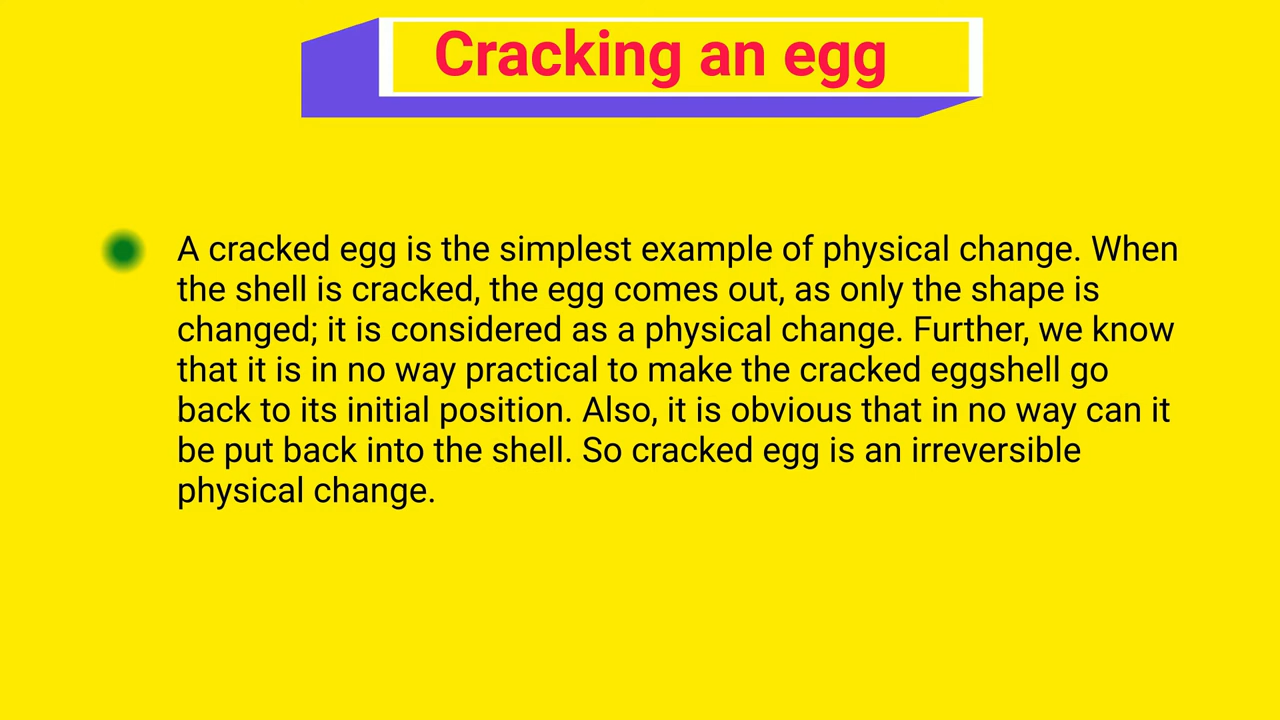 Cracking an egg
A cracked egg is the simplest example of physical change. When
the shell is cracked, the egg comes out, as only the shape is
changed; it is considered as a physical change. Further, we know
that it is in no way practical to make the cracked eggshell go
back to its initial position. Also, it is obvious that in no way can it
be put back into the shell. So cracked egg is an irreversible
physical change.